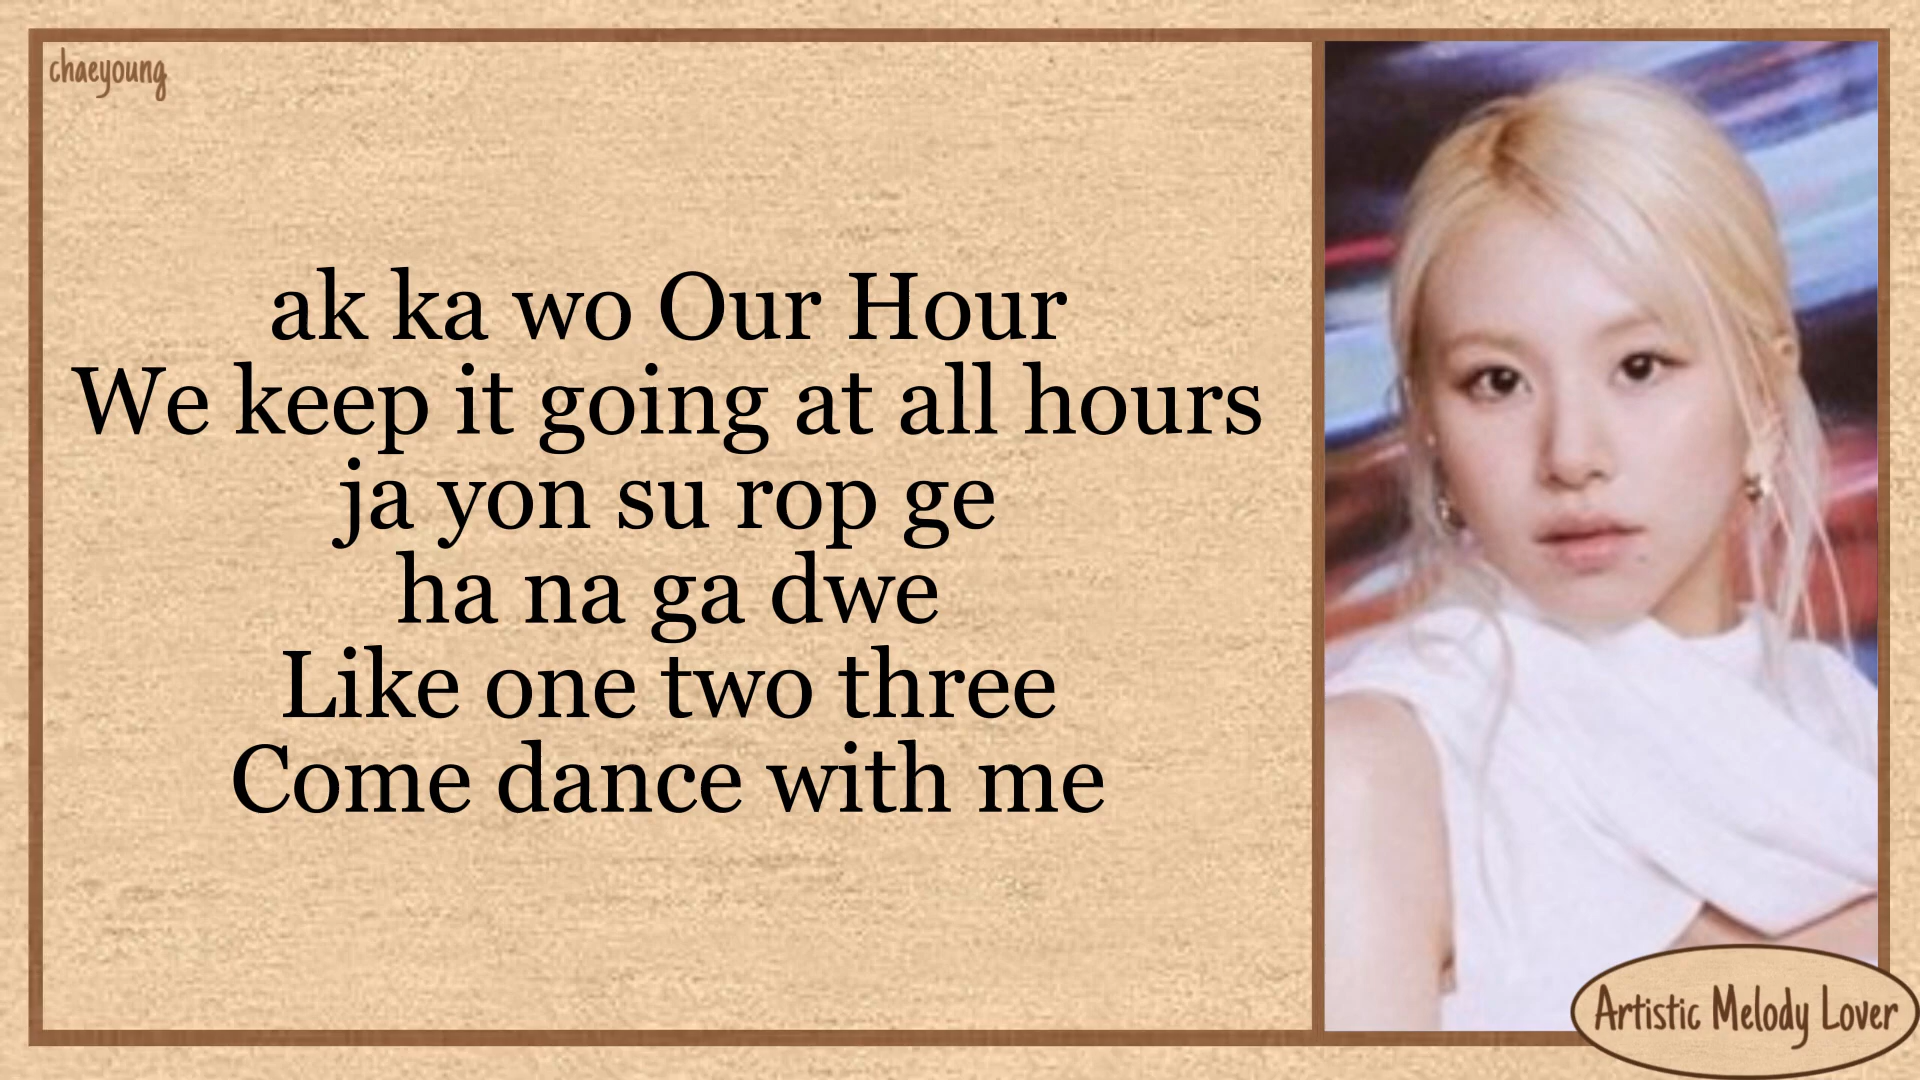 chaeyoung
ak ka wo Our Hour
We keep it going at all hours
ja yon su rop ge
ha na ga dwe
Like one two three
Come dance with me
Artistic Melody Lover